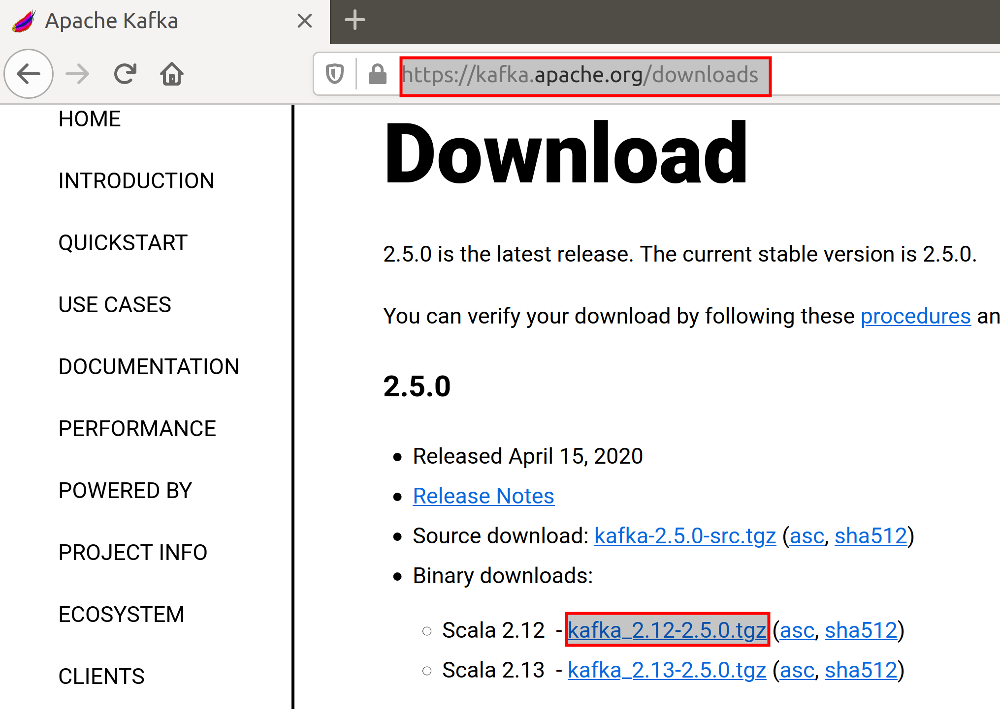 Apache Kafka
https://kafka.apache.org/downloads
HOME
INTRODUCTION
QUICKSTART
USE CASES
DOCUMENTATION
PERFORMANCE
POWERED BY
PROJECT INFO
ECOSYSTEM
CLIENTS
Download
2.5.0 is the latest release. The current stable version is 2.5.0.
You can verify your download by following these procedures an
2.5.0
Released April 15, 2020
Release Notes
Source download: kafka-2.5.0-src.tgz (asc, sha512)
Binary downloads:
Scala 2.12 - kafka_2.12-2.5.0.tgz (asc, sha512)
Scala 2.13 - kafka_2.13-2.5.0.tgz (asc, sha512)